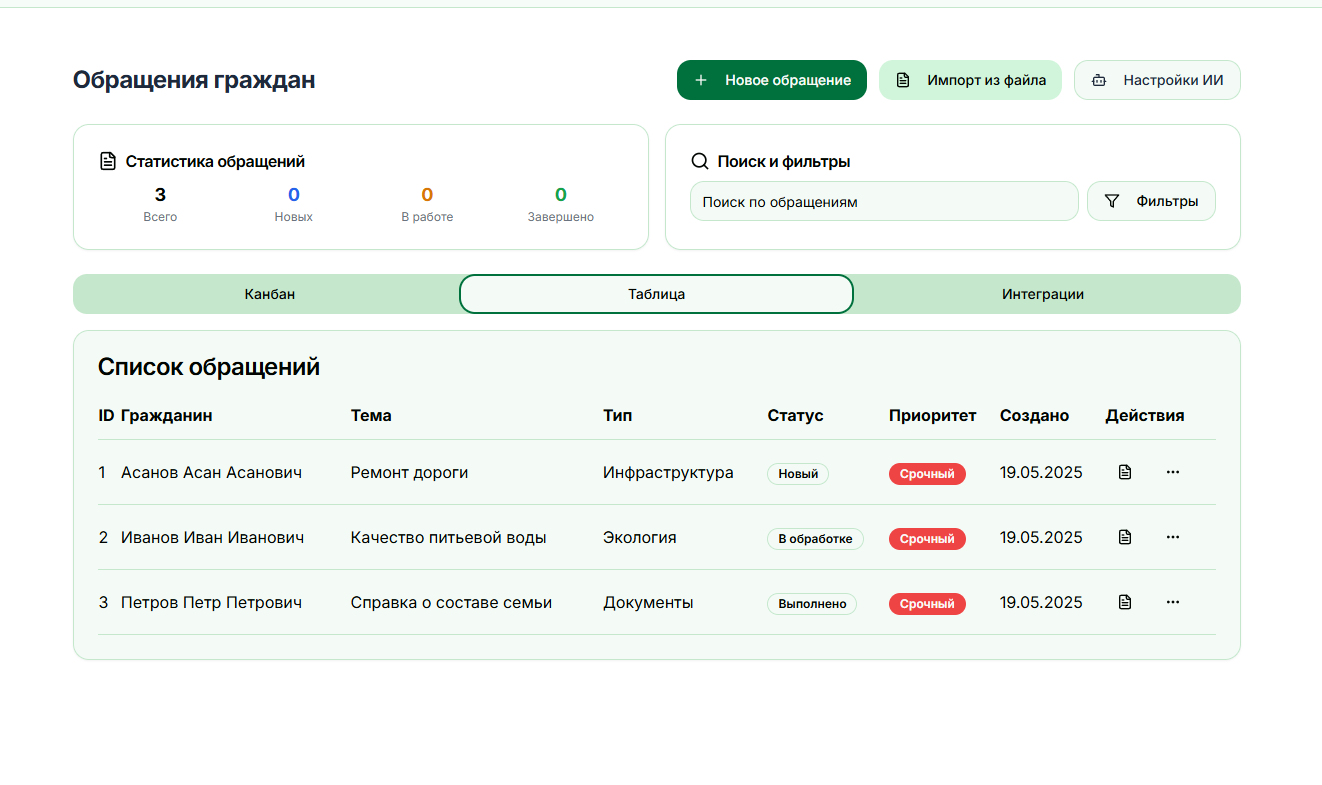 Обращения граждан
Новое обращение
Импорт из файла
Настройки ИИ
Статистика обращений
3 0 0 0
Всего Новых В работе Завершено
Поиск и фильтры
Поиск по обращениям Фильтры
Канбан Таблица Интеграции
Список обращений
ID Гражданин Тема Тип Статус Приоритет Создано Действия
1 Асанов Асан Асанович Ремонт дороги Инфраструктура Новый Срочный 19.05.2025
2 Иванов Иван Иванович Качество питьевой воды Экология В обработке Срочный 19.05.2025
3 Петров Петр Петрович Справка о составе семьи Документы Выполнено Срочный 19.05.2025